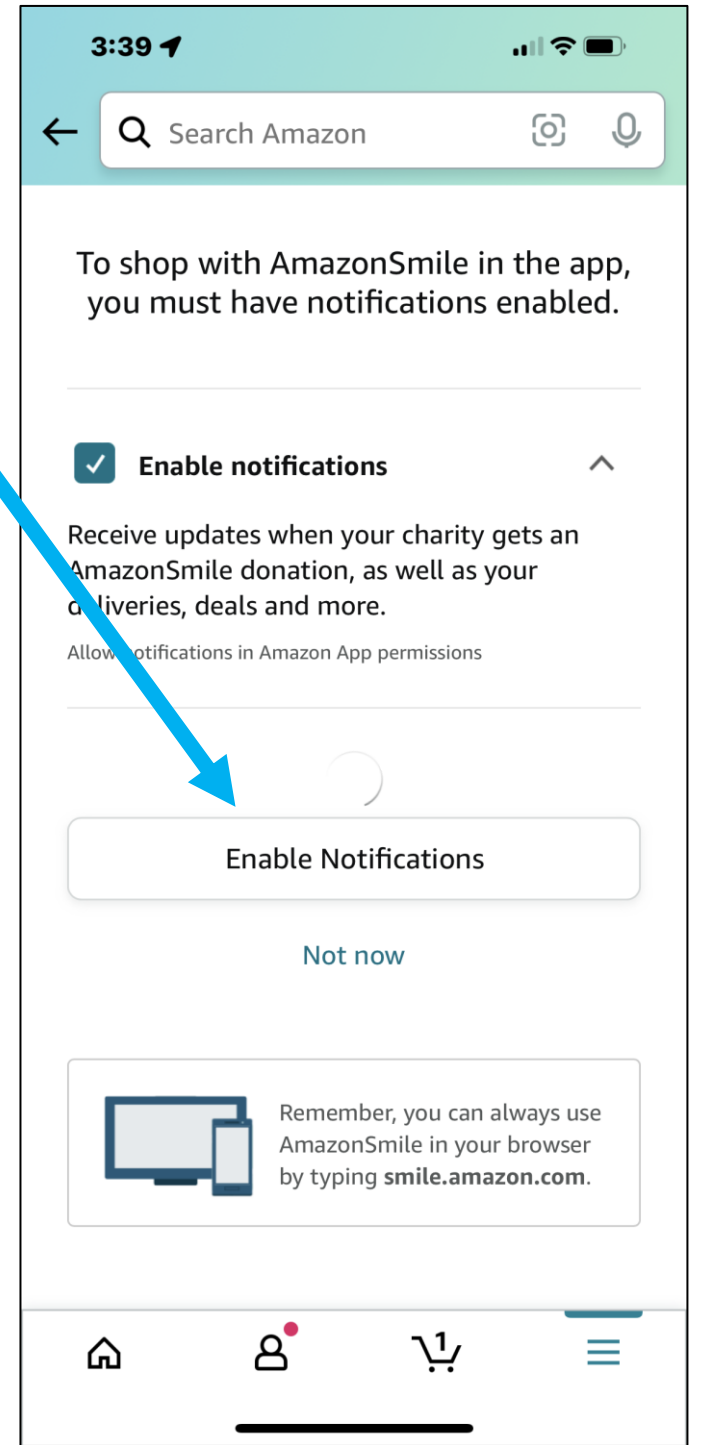 3:39
Search Amazon
To shop with AmazonSmile in the app,
you must have notifications enabled.
Enable notifications
Receive updates when your charity gets an
AmazonSmile donation, as well as your
deliveries, deals and more.
Allow notifications in Amazon App permissions
Enable Notifications
Not now
Remember, you can always use
AmazonSmile in your browser
by typing smile.amazon.com.
1